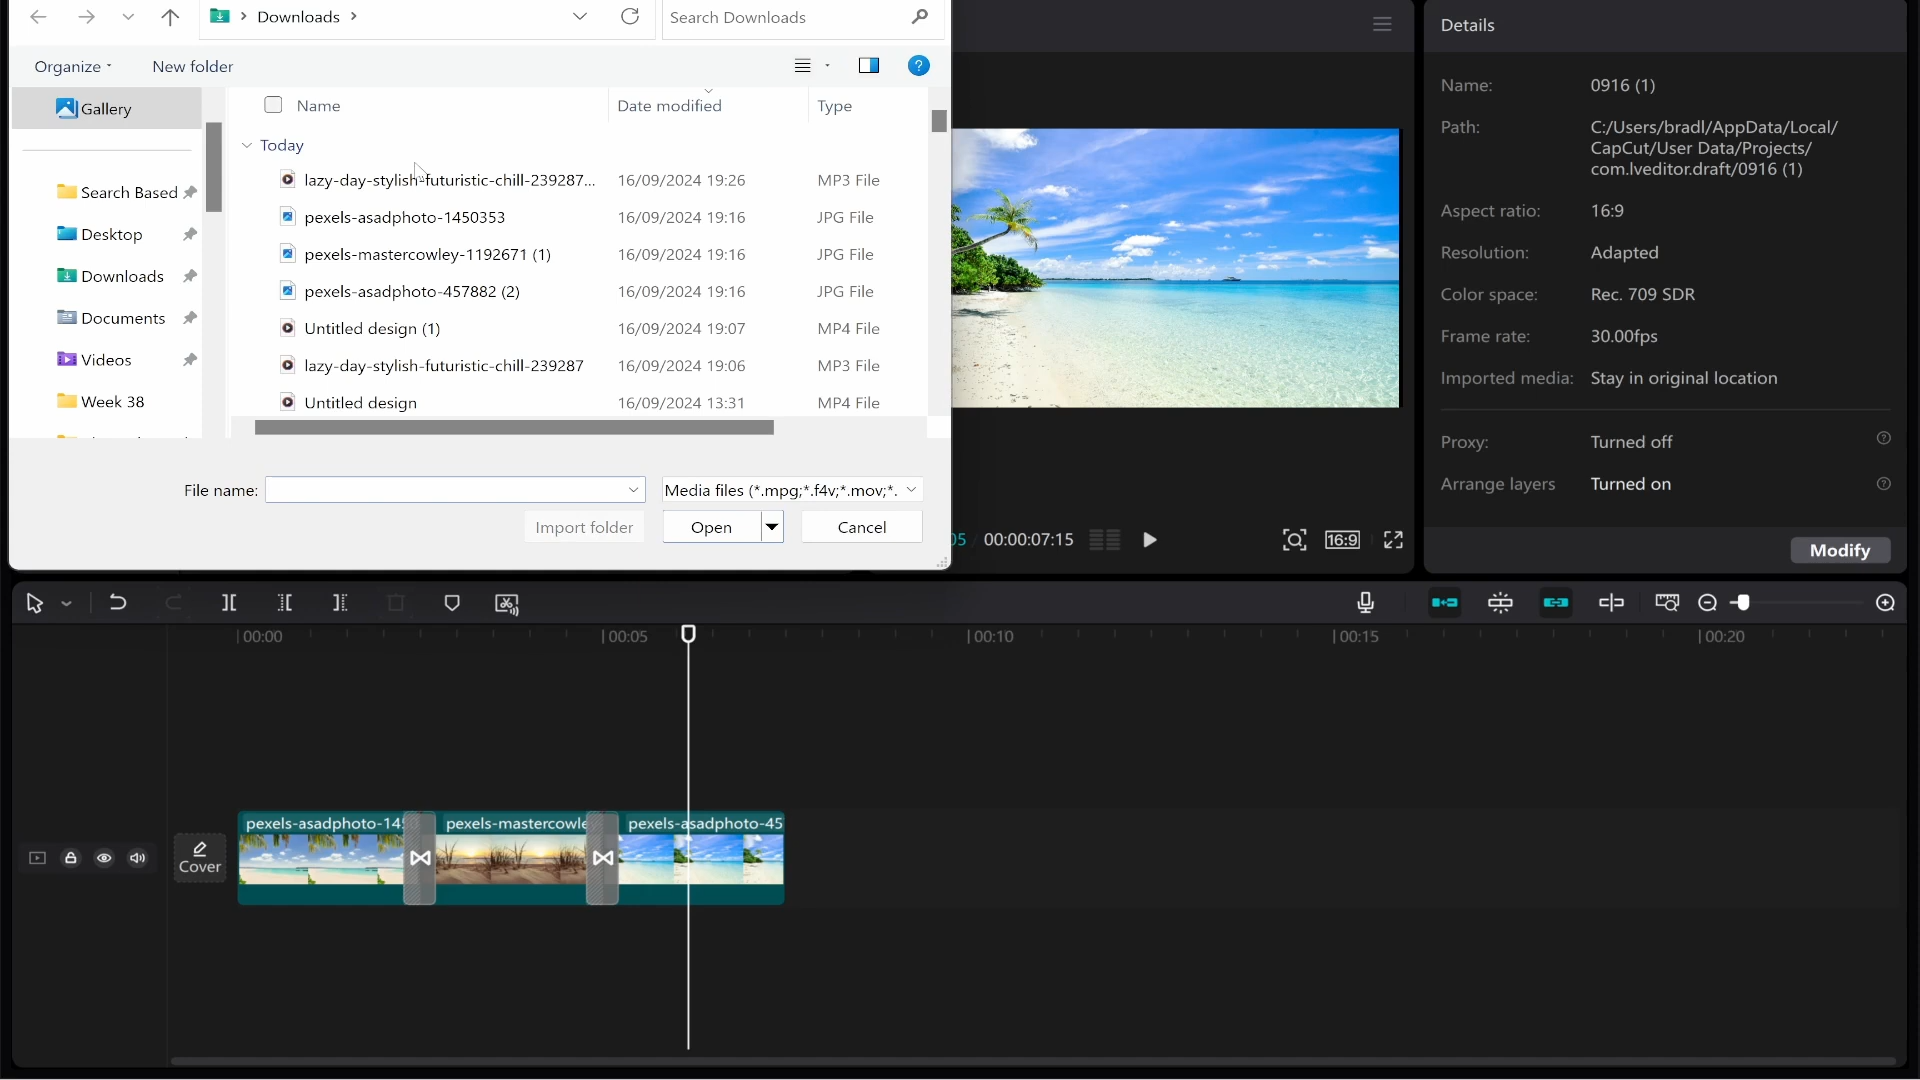 Downloads
Search Downloads
Organize
New folder
?
Gallery
Search Based
Desktop
Downloads
Documents
Videos
Week 38
Name
Date modified
Type
Today
lazy-day-stylish-futuristic-chill-239287...
16/09/2024 19:26
MP3 File
pexels-asadphoto-1450353
16/09/2024 19:16
JPG File
pexels-mastercowley-1192671 (1)
16/09/2024 19:16
JPG File
pexels-asadphoto-457882 (2)
16/09/2024 19:16
JPG File
Untitled design (1)
16/09/2024 19:07
MP4 File
lazy-day-stylish-futuristic-chill-239287
16/09/2024 19:06
MP3 File
Untitled design
16/09/2024 13:31
MP4 File
File name:
Media files (*.mpg;*.f4v;*.mov;*.
Import folder
Open
Cancel
Details
Name:
0916 (1)
Path:
C:/Users/bradl/AppData/Local/
CapCut/User Data/Projects/
com.lveditor.draft/0916 (1)
Aspect ratio:
16:9
Resolution:
Adapted
Color space:
Rec. 709 SDR
Frame rate:
30.00fps
Imported media:
Stay in original location
Proxy:
Turned off
?
Arrange layers
Turned on
?
Modify
05
00:00:07:15
16:9
00:00
00:05
00:10
00:15
00:20
Cover
pexels-asadphoto-145
pexels-mastercowle
pexels-asadphoto-45